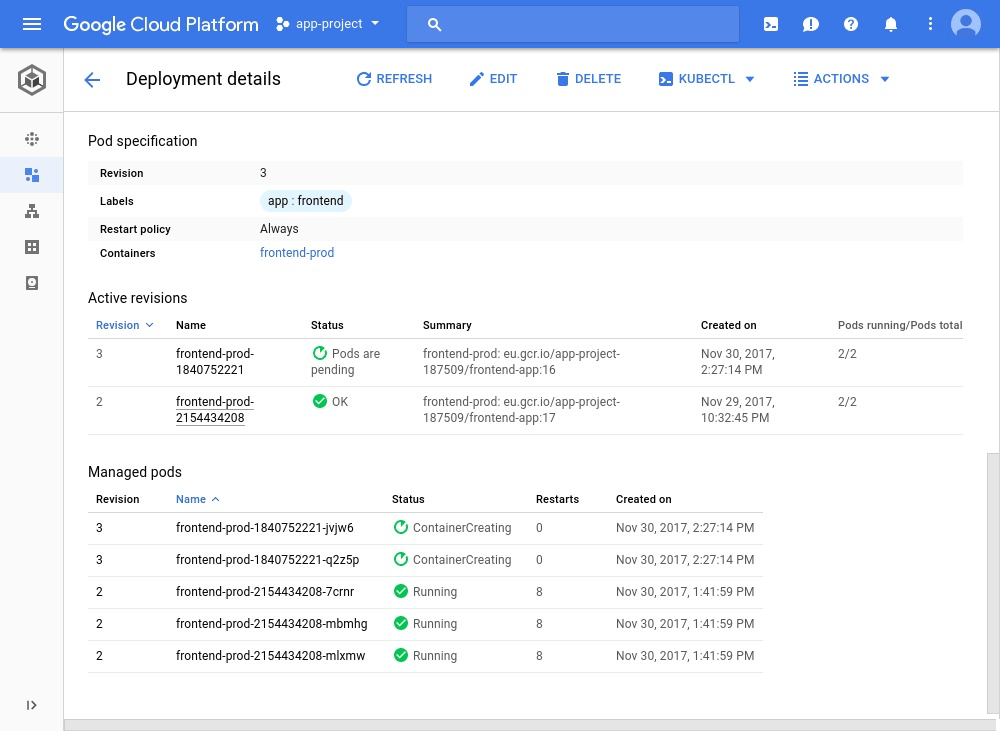 Google Cloud Platform app-project
Deployment details REFRESH EDIT DELETE KUBECTL ACTIONS
Pod specification
Revision 3
Labels app : frontend
Restart policy Always
Containers frontend-prod
Active revisions
Revision Name Status Summary Created on Pods running/Pods total
3 frontend-prod- Pods are frontend-prod: eu.gcr.io/app-project- Nov 30, 2017, 2/2
1840752221 pending 187509/frontend-app:16 2:27:14 PM
2 frontend-prod- OK frontend-prod: eu.gcr.io/app-project- Nov 29, 2017, 2/2
2154434208 187509/frontend-app:17 10:32:45 PM
Managed pods
Revision Name Status Restarts Created on
3 frontend-prod-1840752221-jvjw6 ContainerCreating 0 Nov 30, 2017, 2:27:14 PM
3 frontend-prod-1840752221-q2z5p ContainerCreating 0 Nov 30, 2017, 2:27:14 PM
2 frontend-prod-2154434208-7crnr Running 8 Nov 30, 2017, 1:41:59 PM
2 frontend-prod-2154434208-mbmhg Running 8 Nov 30, 2017, 1:41:59 PM
2 frontend-prod-2154434208-mlxmw Running 8 Nov 30, 2017, 1:41:59 PM